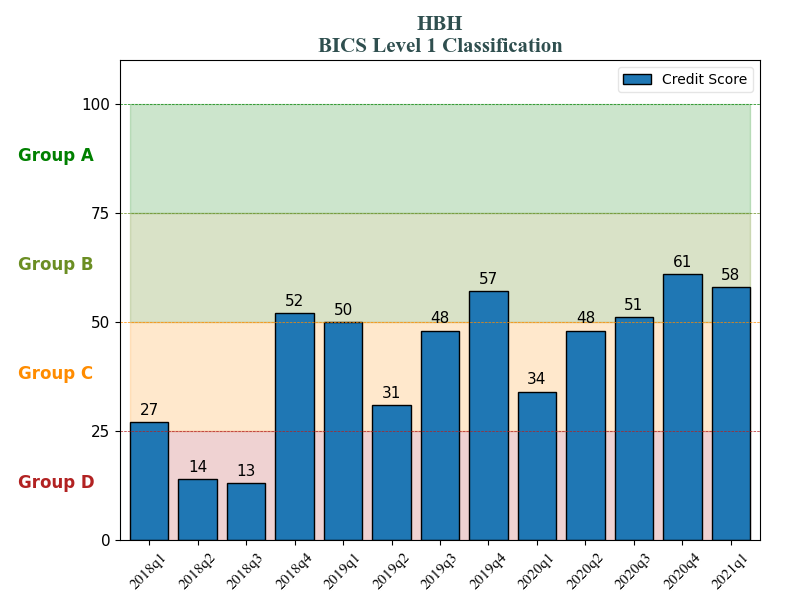 HBH
BICS Level 1 Classification
Credit Score
100
Group A
75
Group B
50
Group C
25
Group D
0
27
14
13
52
50
31
48
57
34
48
51
61
58
2018q1
2018q2
2018q3
2018q4
2019q1
2019q2
2019q3
2019q4
2020q1
2020q2
2020q3
2020q4
2021q1